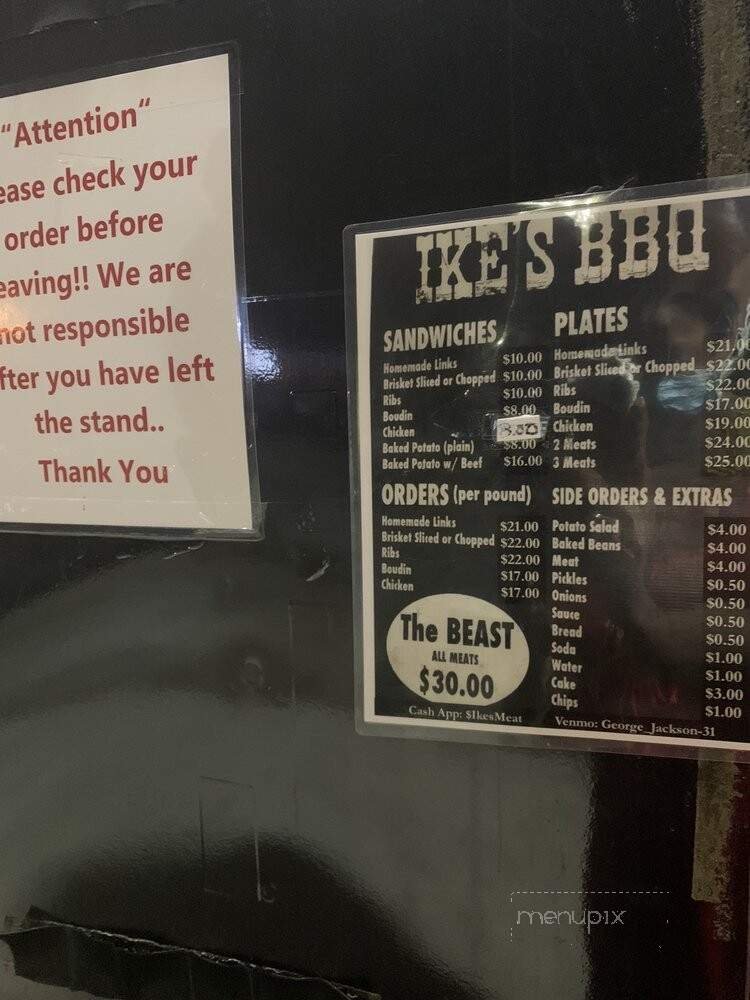 "Attention"
ease check your
order before
eaving!! We are
not responsible
fter you have left
the stand..
Thank You
IKE'S BBQ
SANDWICHES
Homemade Links $10.00
Brisket Sliced or Chopped $10.00
Ribs $10.00
Boudin $8.00
Chicken 8.00
Baked Potato (plain) $8.00
Baked Potato w/ Beef $16.00
PLATES
Homemade Links $21.00
Brisket Sliced or Chopped $22.00
Ribs $22.00
Boudin $17.00
Chicken $19.00
2 Meats $24.00
3 Meats $25.00
ORDERS (per pound)
Homemade Links $21.00
Brisket Sliced or Chopped $22.00
Ribs $22.00
Boudin $17.00
Chicken $17.00
The BEAST
ALL MEATS
$30.00
Cash App: $IkesMeat
SIDE ORDERS & EXTRAS
Potato Salad $4.00
Baked Beans $4.00
Meat $4.00
Pickles $0.50
Onions $0.50
Sauce $0.50
Bread $0.50
Soda $1.00
Water $1.00
Cake $3.00
Chips $1.00
Venmo: George_Jackson-31
menupix